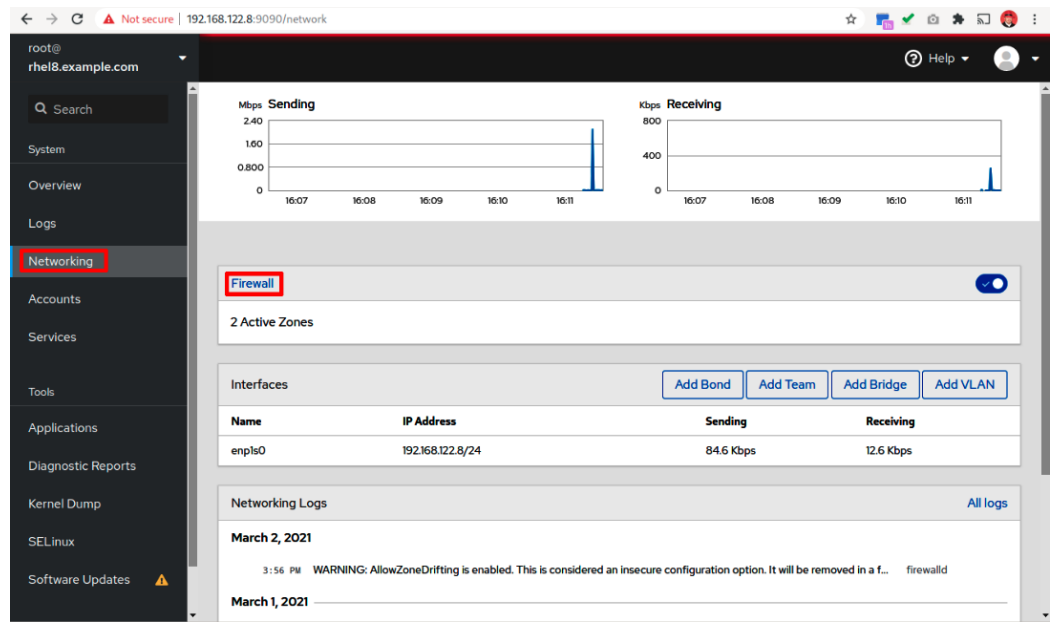 Not secure | 192.168.122.8:9090/network
15
root@
rhel8.example.com
Help
Search
System
Overview
Logs
Networking
Accounts
Services
Tools
Applications
Diagnostic Reports
Kernel Dump
SELinux
Software Updates
Mbps Sending
2.40
1.60
0.800
0
16:07 16:08 16:09 16:10 16:11
Kbps Receiving
800
400
0
16:07 16:08 16:09 16:10 16:11
Firewall
2 Active Zones
Interfaces Add Bond Add Team Add Bridge Add VLAN
Name IP Address Sending Receiving
enp1s0 192.168.122.8/24 84.6 Kbps 12.6 Kbps
Networking Logs All logs
March 2, 2021
3:56 PM WARNING: AllowZoneDrifting is enabled. This is considered an insecure configuration option. It will be removed in a f... firewalld
March 1, 2021